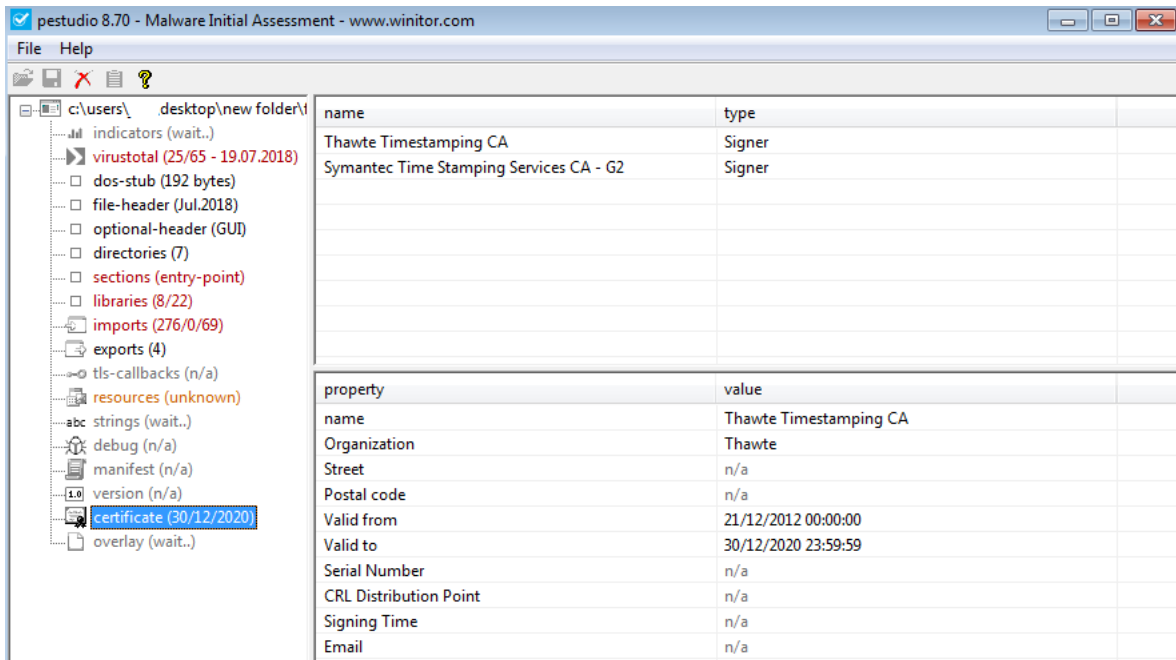 pestudio 8.70 - Malware Initial Assessment - www.winitor.com
File Help
c:\users\ desktop\new folder\f
indicators (wait..)
virustotal (25/65 - 19.07.2018)
dos-stub (192 bytes)
file-header (Jul.2018)
optional-header (GUI)
directories (7)
sections (entry-point)
libraries (8/22)
imports (276/0/69)
exports (4)
tls-callbacks (n/a)
resources (unknown)
abc strings (wait..)
debug (n/a)
manifest (n/a)
1.0 version (n/a)
certificate (30/12/2020)
overlay (wait..)
name type
Thawte Timestamping CA Signer
Symantec Time Stamping Services CA - G2 Signer
property value
name Thawte Timestamping CA
Organization Thawte
Street n/a
Postal code n/a
Valid from 21/12/2012 00:00:00
Valid to 30/12/2020 23:59:59
Serial Number n/a
CRL Distribution Point n/a
Signing Time n/a
Email n/a